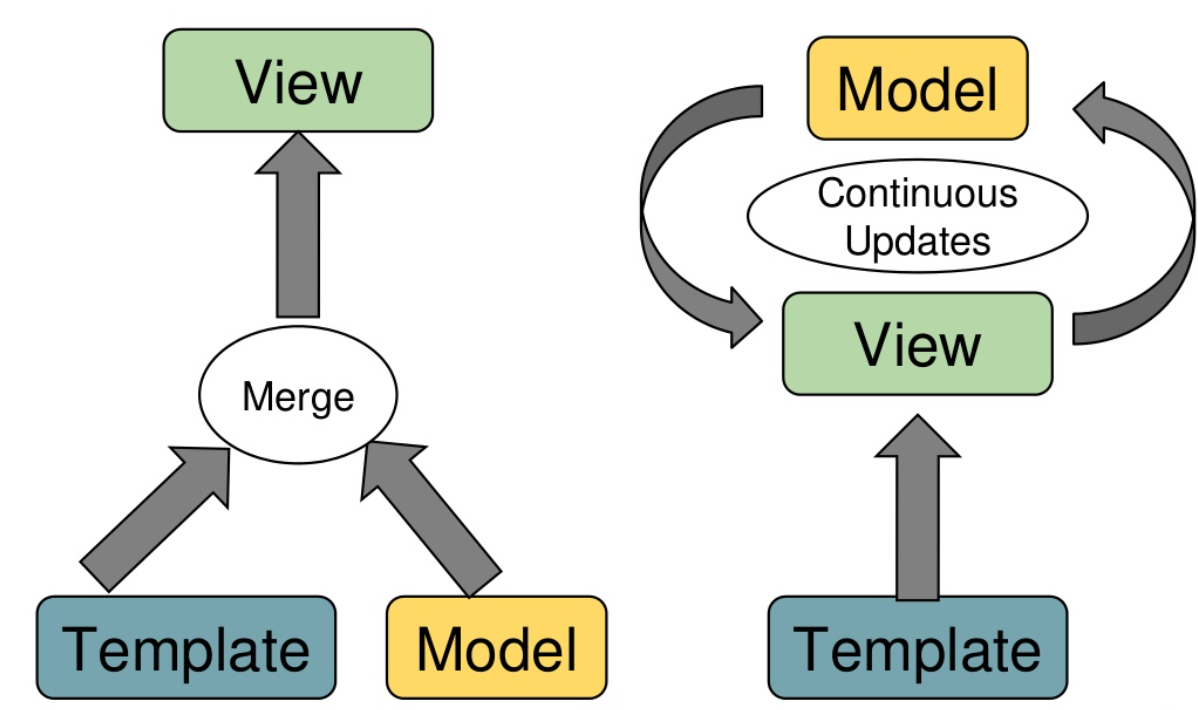 View
Merge
Template
Model
Model
Continuous
Updates
View
Template